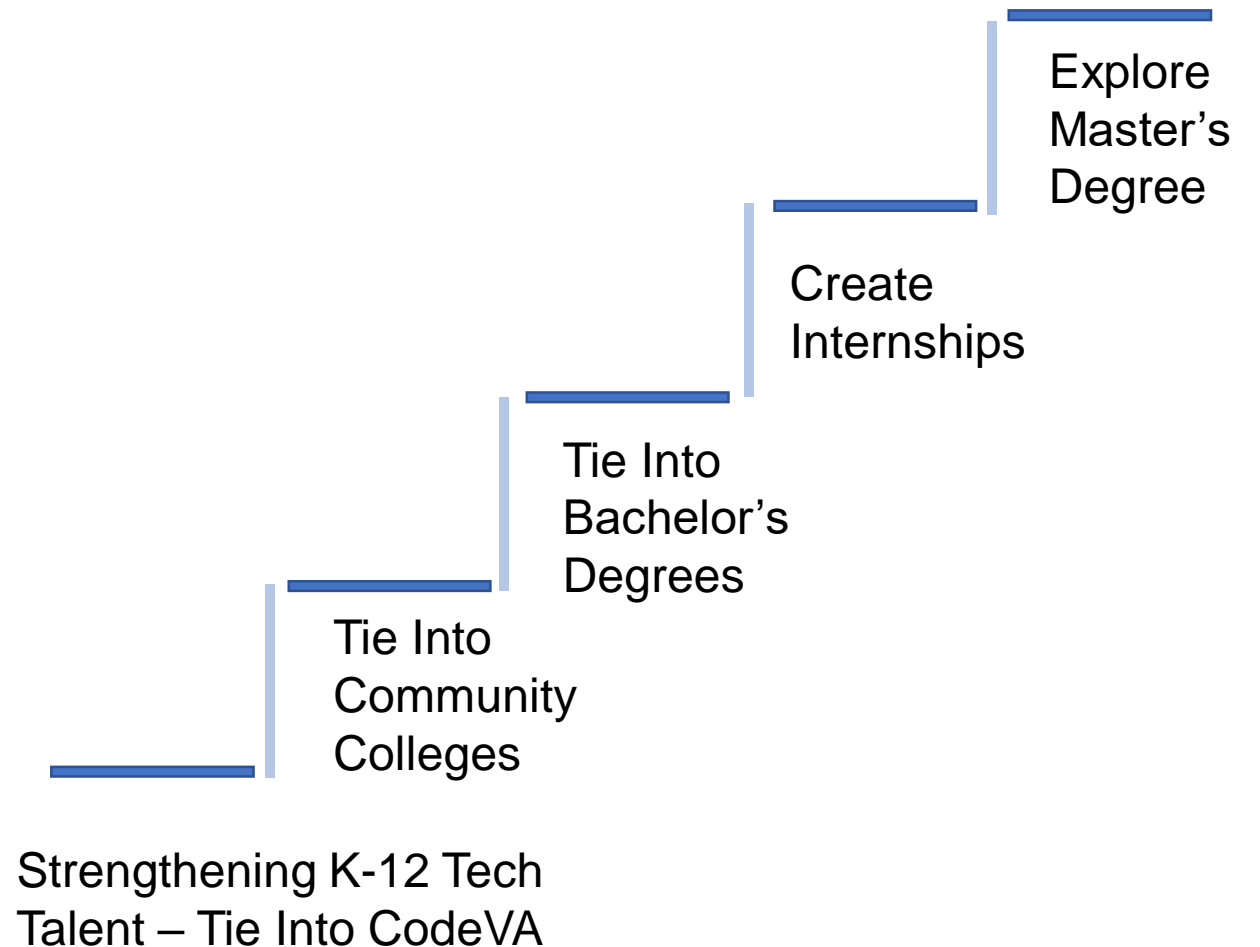 Explore
Master’s
Degree
Create
Internships
Tie Into
Bachelor’s
Degrees
Tie Into
Community
Colleges
Strengthening K-12 Tech
Talent – Tie Into CodeVA